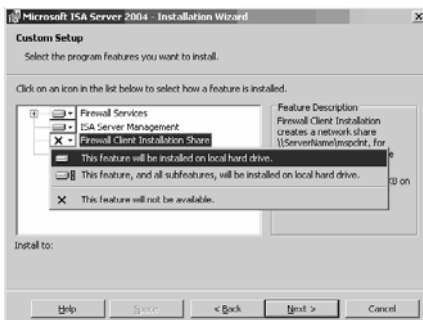 Microsoft ISA Server 2004 - Installation Wizard
Custom Setup
Select the program features you want to install.
Click on an icon in the list below to select how a feature is installed.
Firewall Services
ISA Server Management
Firewall Client Installation Share
This feature will be installed on local hard drive.
This feature, and all subfeatures, will be installed on local hard drive.
This feature will not be available.
Feature Description
Firewall Client Installation
creates a network share
\\ServerName\mspclnt, for
e
KB on
Install to:
Help
Space
< Back
Next >
Cancel